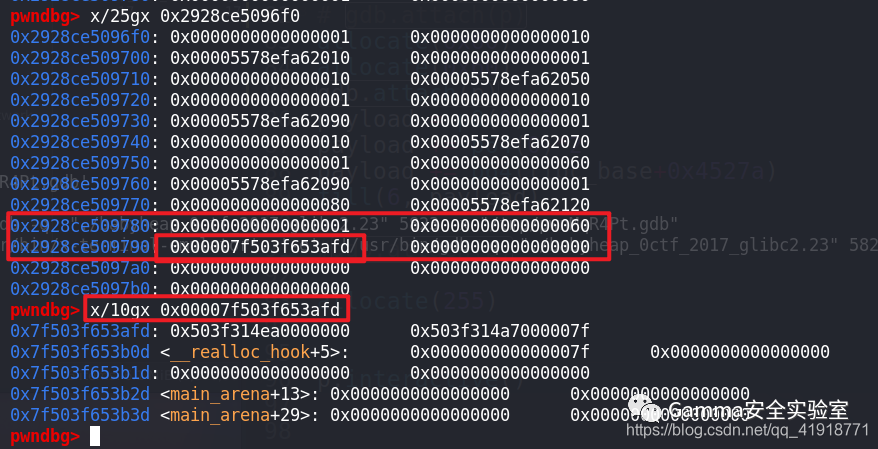 pwndbg> x/25gx 0x2928ce5096f0
0x2928ce5096f0: 0x0000000000000001 0x0000000000000010
0x2928ce509700: 0x00005578efa62010 0x0000000000000001
0x2928ce509710: 0x0000000000000010 0x00005578efa62050
0x2928ce509720: 0x0000000000000001 0x0000000000000010
0x2928ce509730: 0x00005578efa62090 0x0000000000000001
0x2928ce509740: 0x0000000000000010 0x00005578efa62070
0x2928ce509750: 0x0000000000000001 0x0000000000000060
0x2928ce509760: 0x00005578efa62090 0x0000000000000001
0x2928ce509770: 0x0000000000000080 0x00005578efa62120
0x2928ce509780: 0x0000000000000001 0x0000000000000060
0x2928ce509790: 0x00007f503f653afd 0x0000000000000000
0x2928ce5097a0: 0x0000000000000000 0x0000000000000000
0x2928ce5097b0: 0x0000000000000000
pwndbg> x/10gx 0x00007f503f653afd
0x7f503f653afd: 0x503f314ea0000000 0x503f314a7000007f
0x7f503f653b0d <__realloc_hook+5>: 0x000000000000007f 0x0000000000000000
0x7f503f653b1d: 0x0000000000000000 0x0000000000000000
0x7f503f653b2d <main_arena+13>: 0x0000000000000000 0x0000000000000000
0x7f503f653b3d <main_arena+29>: 0x0000000000000000
pwndbg>
Gamma安全实验室
https://blog.csdn.net/qq_41918771